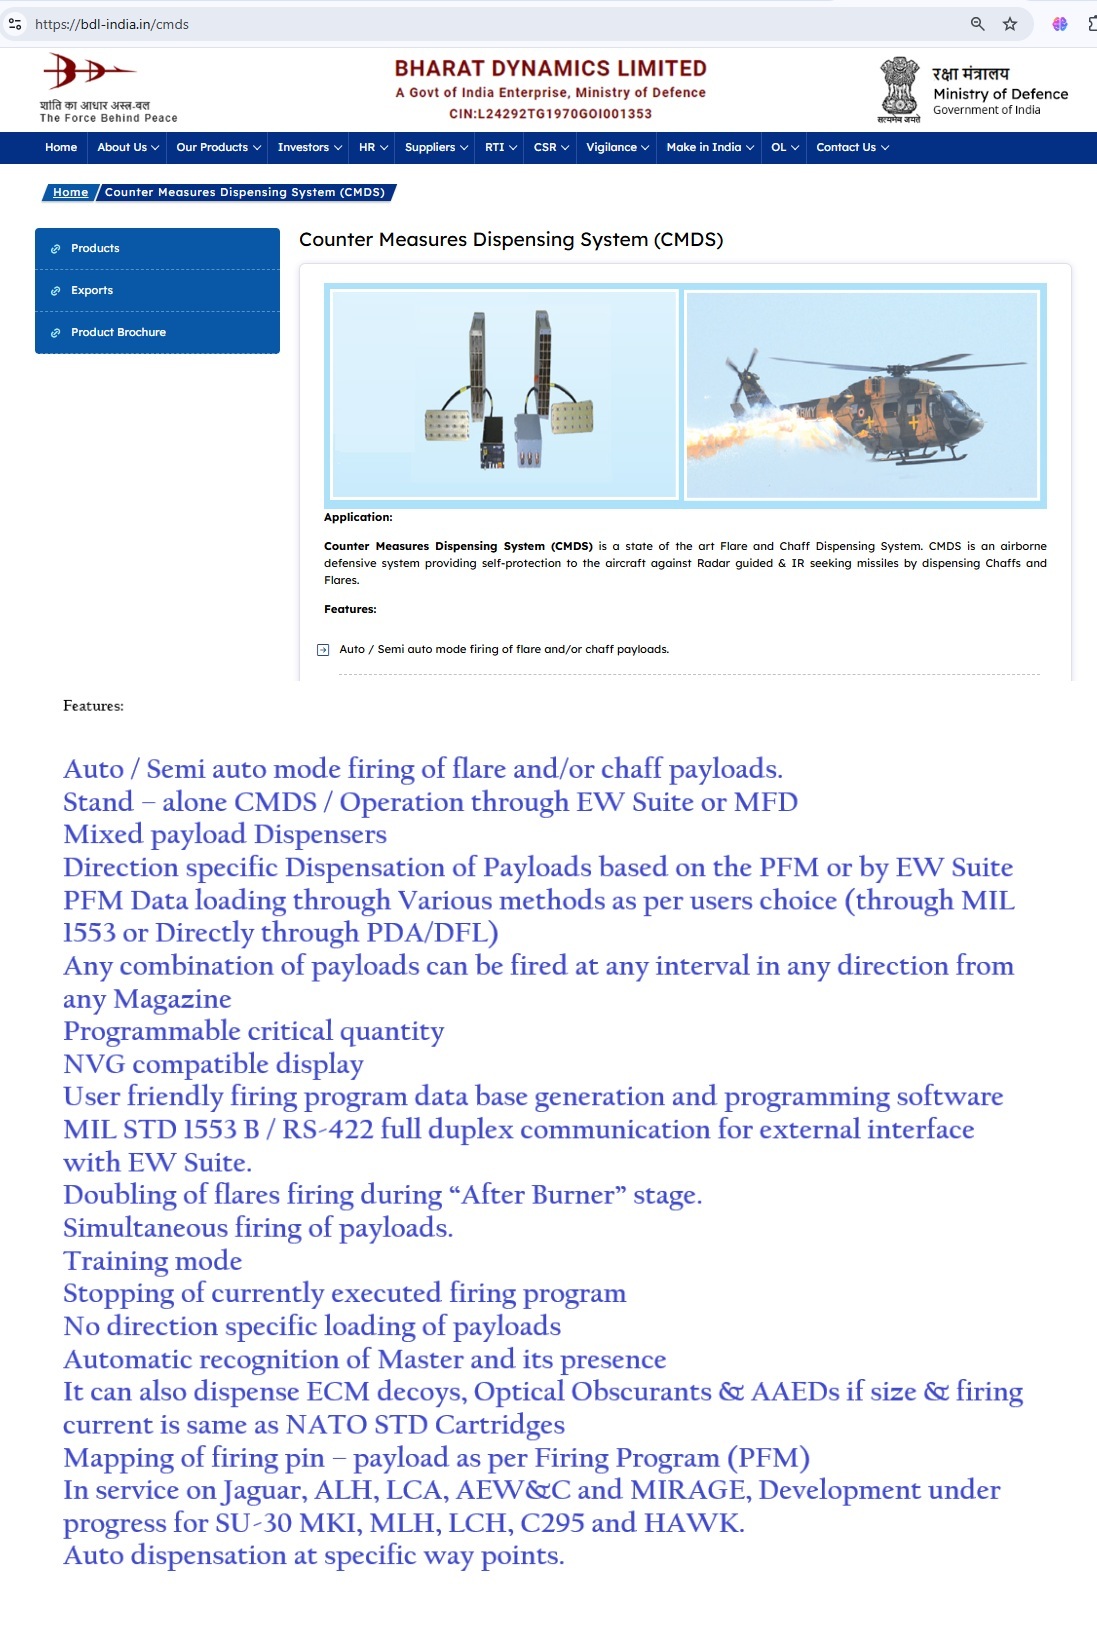 https://bdl-india.in/cmds
शांति का आधार अस्त्र-बल
The Force Behind Peace
BHARAT DYNAMICS LIMITED
A Govt of India Enterprise, Ministry of Defence
CIN:L24292TG1970GOI001353
सत्यमेव जयते
रक्षा मंत्रालय
Ministry of Defence
Government of India
Home About Us Our Products Investors HR Suppliers RTI CSR Vigilance Make in India OL Contact Us
Home Counter Measures Dispensing System (CMDS)
Products
Exports
Product Brochure
Counter Measures Dispensing System (CMDS)
Application:
Counter Measures Dispensing System (CMDS) is a state of the art Flare and Chaff Dispensing System. CMDS is an airborne
defensive system providing self-protection to the aircraft against Radar guided & IR seeking missiles by dispensing Chaffs and
Flares.
Features:
Auto / Semi auto mode firing of flare and/or chaff payloads.
Features:
Auto / Semi auto mode firing of flare and/or chaff payloads.
Stand – alone CMDS / Operation through EW Suite or MFD
Mixed payload Dispensers
Direction specific Dispensation of Payloads based on the PFM or by EW Suite
PFM Data loading through Various methods as per users choice (through MIL
1553 or Directly through PDA/DFL)
Any combination of payloads can be fired at any interval in any direction from
any Magazine
Programmable critical quantity
NVG compatible display
User friendly firing program data base generation and programming software
MIL STD 1553 B / RS-422 full duplex communication for external interface
with EW Suite.
Doubling of flares firing during “After Burner” stage.
Simultaneous firing of payloads.
Training mode
Stopping of currently executed firing program
No direction specific loading of payloads
Automatic recognition of Master and its presence
It can also dispense ECM decoys, Optical Obscurants & AAEDs if size & firing
current is same as NATO STD Cartridges
Mapping of firing pin – payload as per Firing Program (PFM)
In service on Jaguar, ALH, LCA, AEW&C and MIRAGE, Development under
progress for SU-30 MKI, MLH, LCH, C295 and HAWK.
Auto dispensation at specific way points.